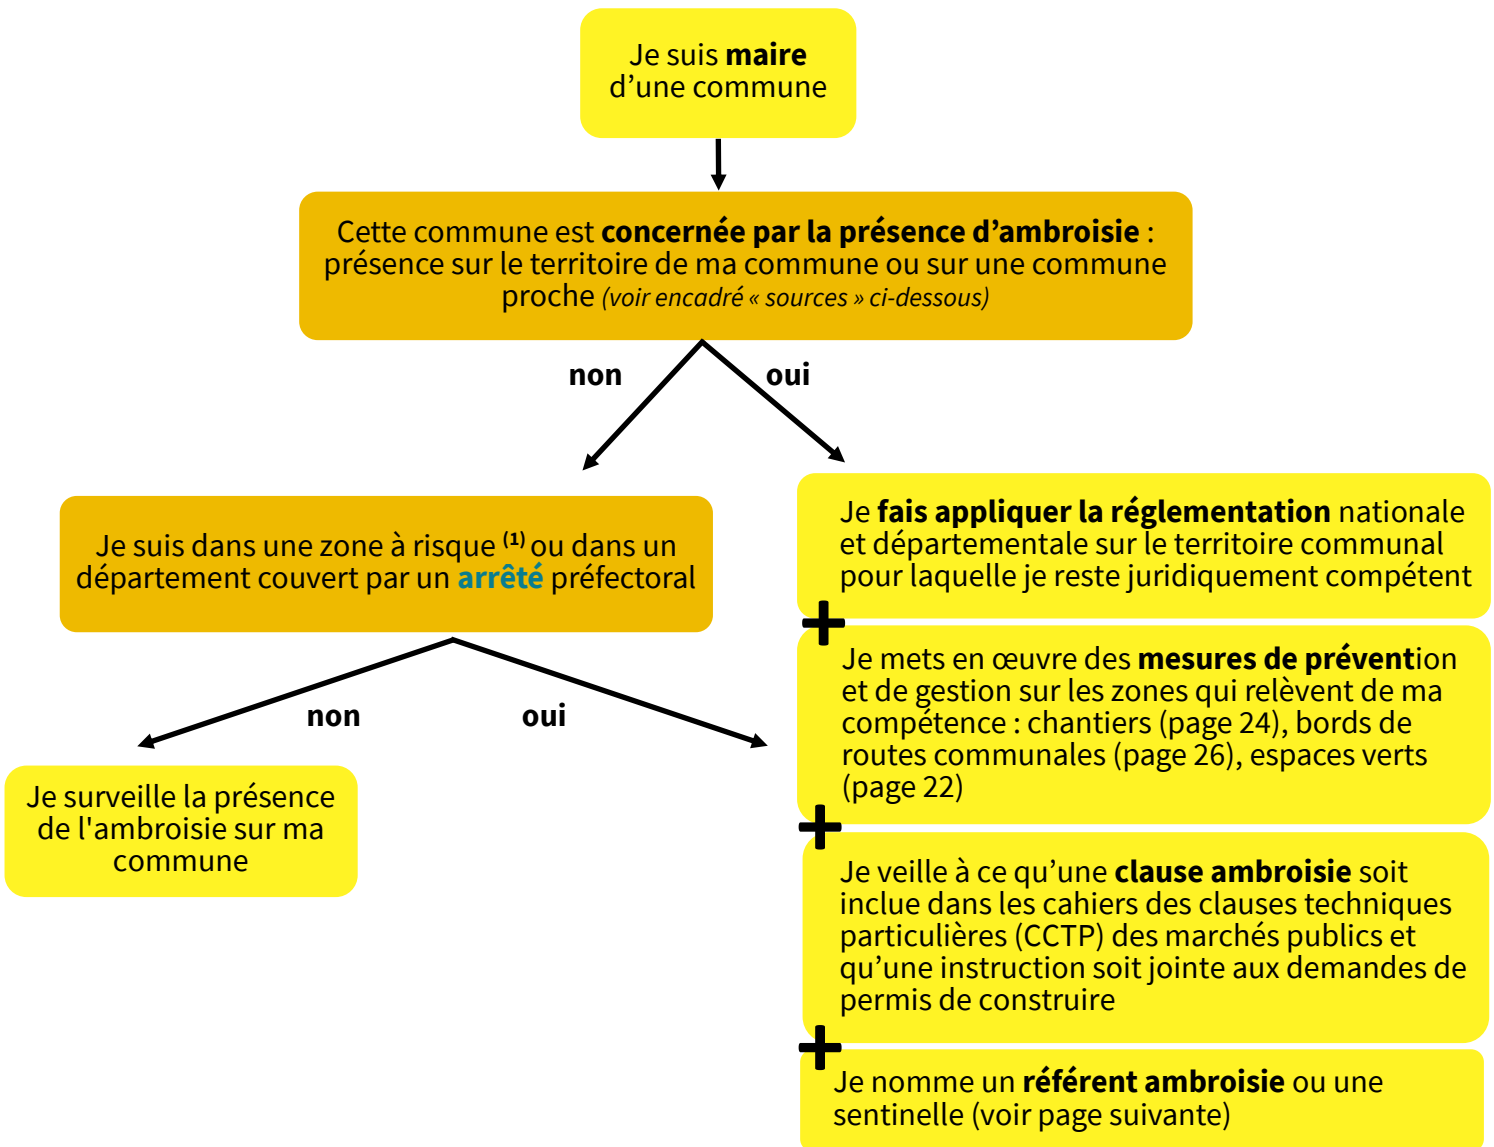 Je suis maire
d’une commune
Cette commune est concernée par la présence d’ambroisie :
présence sur le territoire de ma commune ou sur une commune
proche (voir encadré « sources » ci-dessous)
non
oui
Je suis dans une zone à risque (1) ou dans un
département couvert par un arrêté préfectoral
non
oui
Je surveille la présence
de l'ambroisie sur ma
commune
Je fais appliquer la réglementation nationale
et départementale sur le territoire communal
pour laquelle je reste juridiquement compétent
+
Je mets en œuvre des mesures de prévention
et de gestion sur les zones qui relèvent de ma
compétence : chantiers (page 24), bords de
routes communales (page 26), espaces verts
(page 22)
+
Je veille à ce qu’une clause ambroisie soit
inclue dans les cahiers des clauses techniques
particulières (CCTP) des marchés publics et
qu’une instruction soit jointe aux demandes de
permis de construire
+
Je nomme un référent ambroisie ou une
sentinelle (voir page suivante)